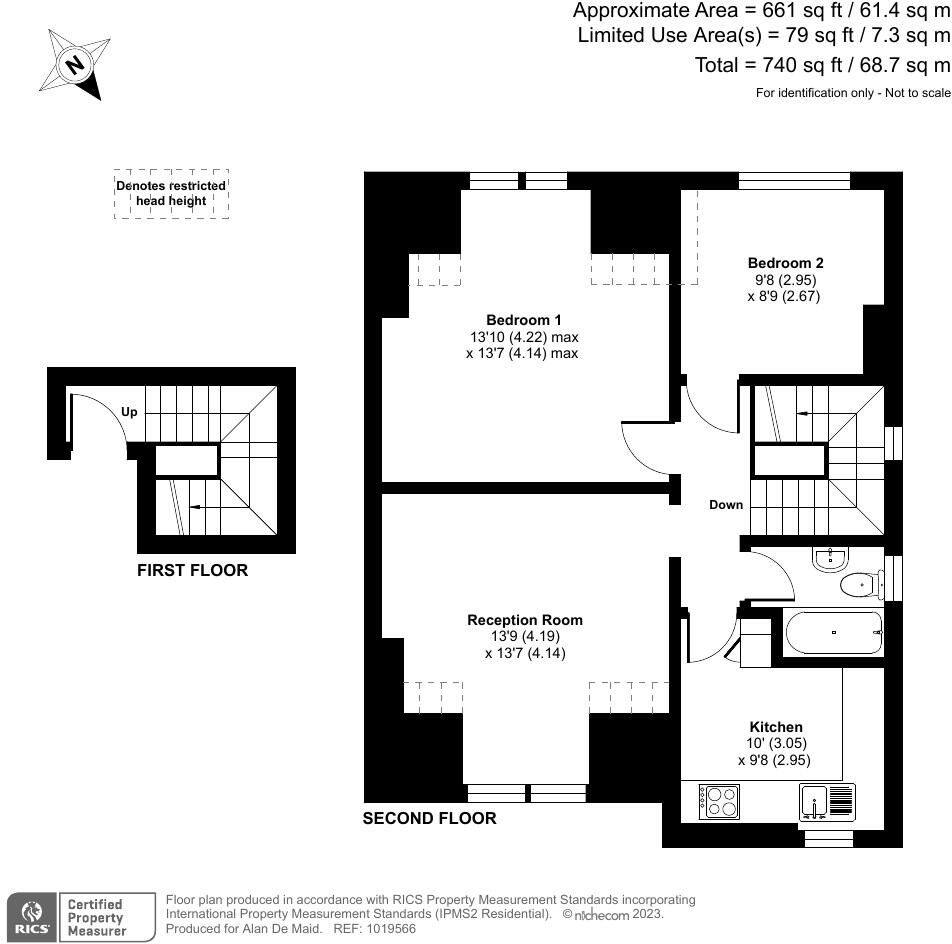 Approximate Area = 661 sq ft / 61.4 sq m
Limited Use Area(s) = 79 sq ft / 7.3 sq m
Total = 740 sq ft / 68.7 sq m
For identification only - Not to scale
N
Denotes restricted
head height
Bedroom 2
9'8 (2.95)
x 8'9 (2.67)
Bedroom 1
13'10 (4.22) max
x 13'7 (4.14) max
Up
Down
FIRST FLOOR
Reception Room
13'9 (4.19)
x 13'7 (4.14)
Kitchen
10' (3.05)
x 9'8 (2.95)
SECOND FLOOR
RICS
Certified
Property
Measurer
Floor plan produced in accordance with RICS Property Measurement Standards incorporating
International Property Measurement Standards (IPMS2 Residential). © nichecom 2023.
Produced for Alan De Maid. REF: 1019566